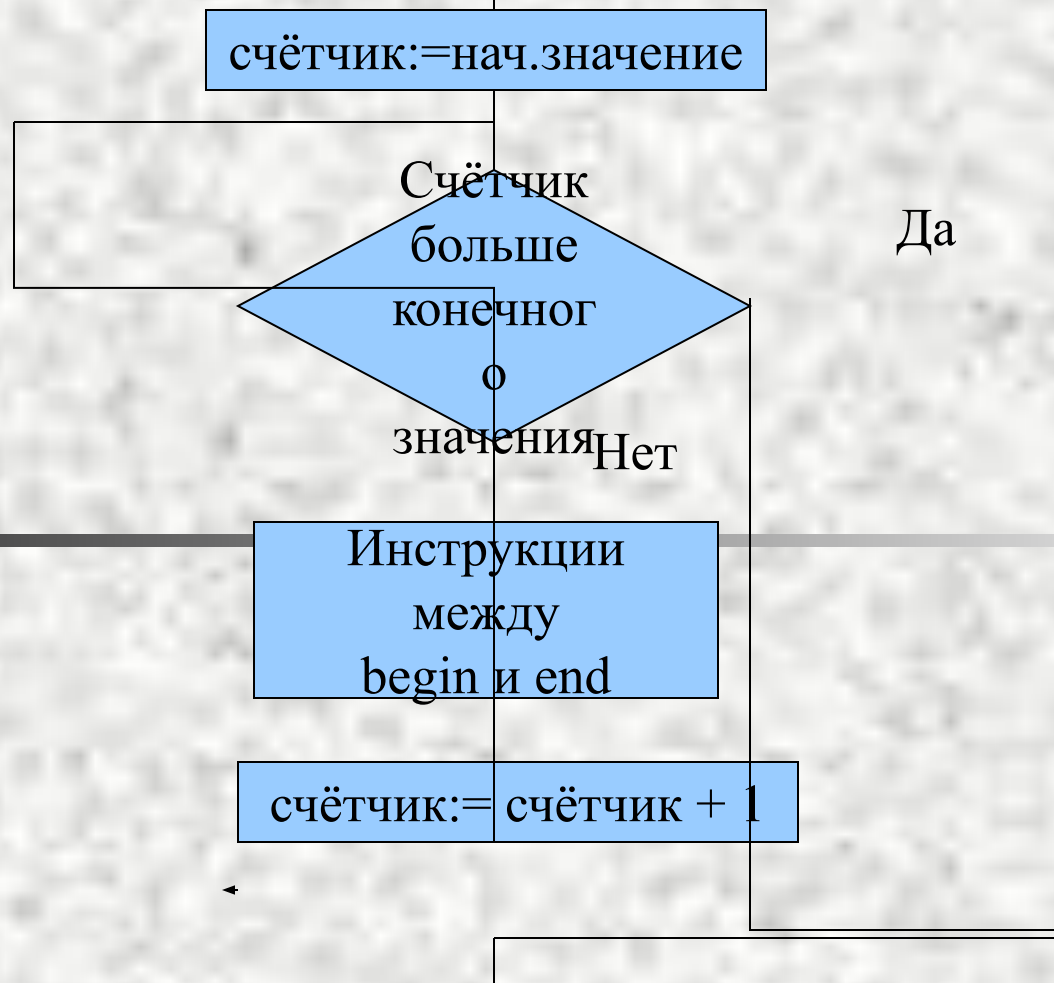 счётчик:=нач.значение
Счётчик
больше
конечног
о
значения
Да
Нет
Инструкции
между
begin и end
счётчик:= счётчик + 1